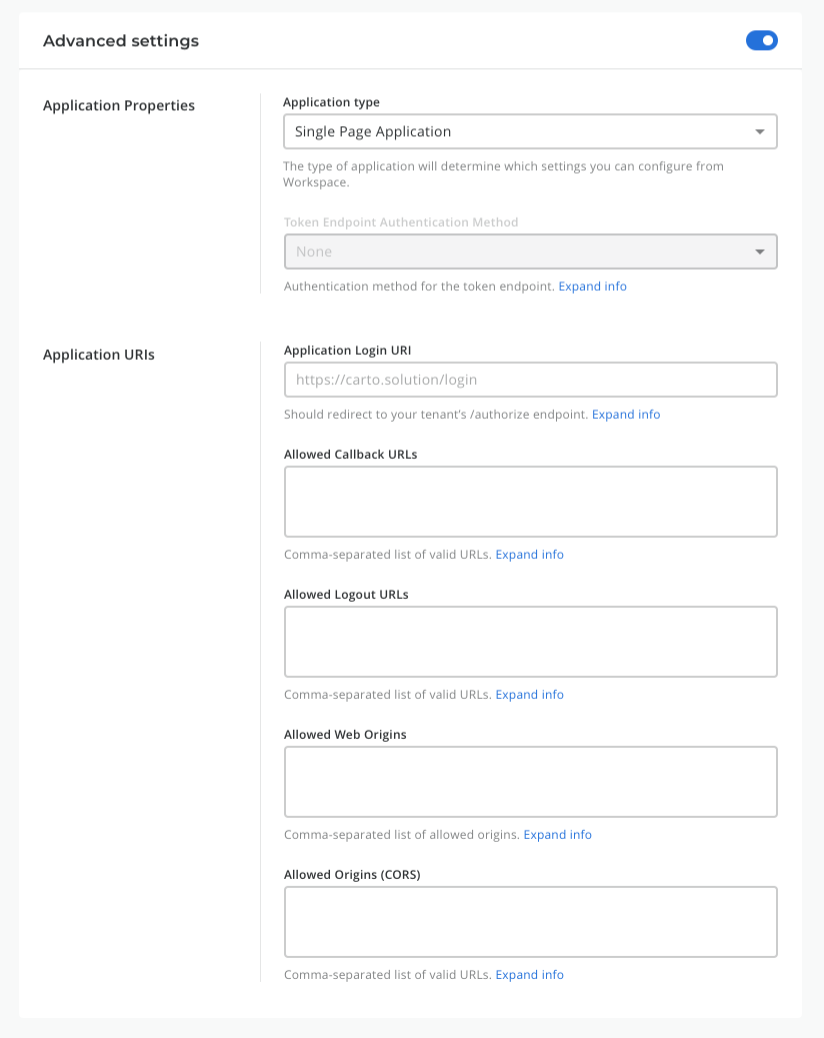 Advanced settings
Application Properties
Application type
Single Page Application
The type of application will determine which settings you can configure from
Workspace.
Token Endpoint Authentication Method
None
Authentication method for the token endpoint. Expand info
Application URIs
Application Login URI
https://carto.solution/login
Should redirect to your tenant's /authorize endpoint. Expand info
Allowed Callback URLs
Comma-separated list of valid URLs. Expand info
Allowed Logout URLs
Comma-separated list of valid URLs. Expand info
Allowed Web Origins
Comma-separated list of allowed origins. Expand info
Allowed Origins (CORS)
Comma-separated list of valid URLs. Expand info